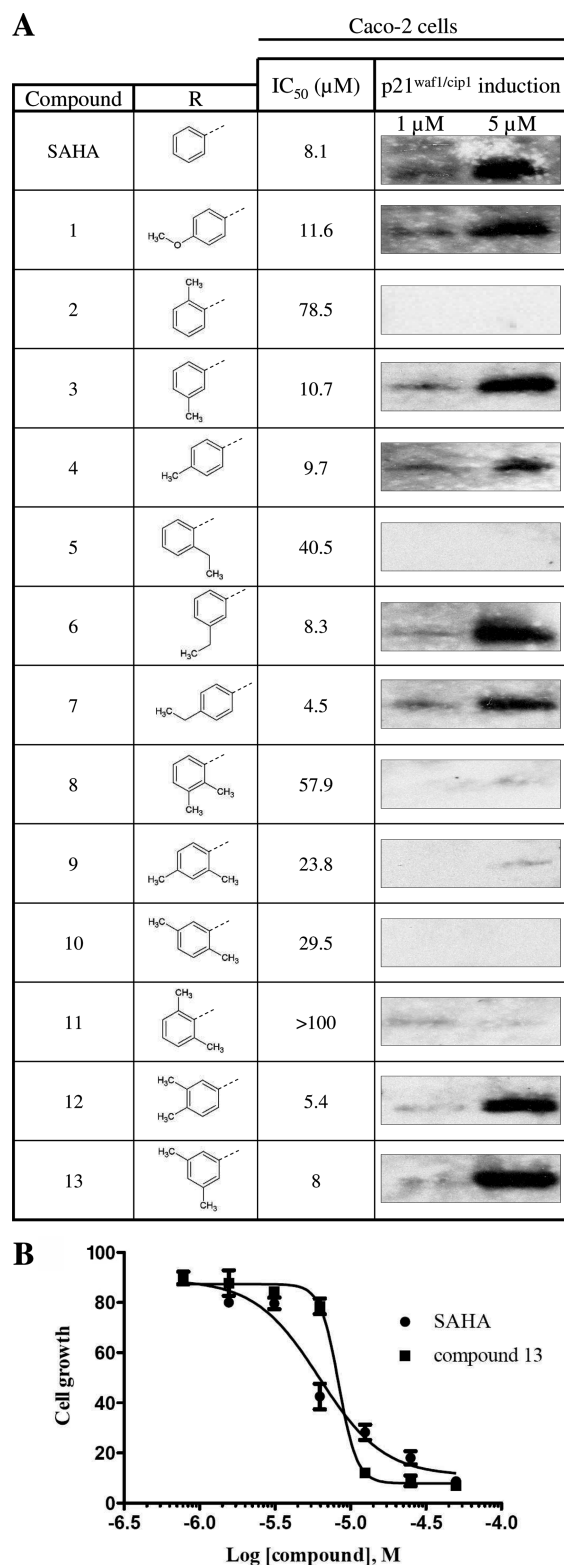 A
Caco-2 cells
Compound R IC50 (µM) p21waf1/cip1 induction
1 µM 5 µM
SAHA 8.1
1 H3C O 11.6
2 CH3 78.5
3 CH3 10.7
4 H3C 9.7
5 CH3 40.5
6 H3C 8.3
7 H3C 4.5
8 CH3 CH3 57.9
9 H3C CH3 23.8
10 H3C CH3 29.5
11 CH3 CH3 >100
12 H3C H3C 5.4
13 H3C CH3 8
B
100
80
60
40
20
0
Cell growth
SAHA
compound 13
-6.5 -6.0 -5.5 -5.0 -4.5 -4.0
Log [compound], M